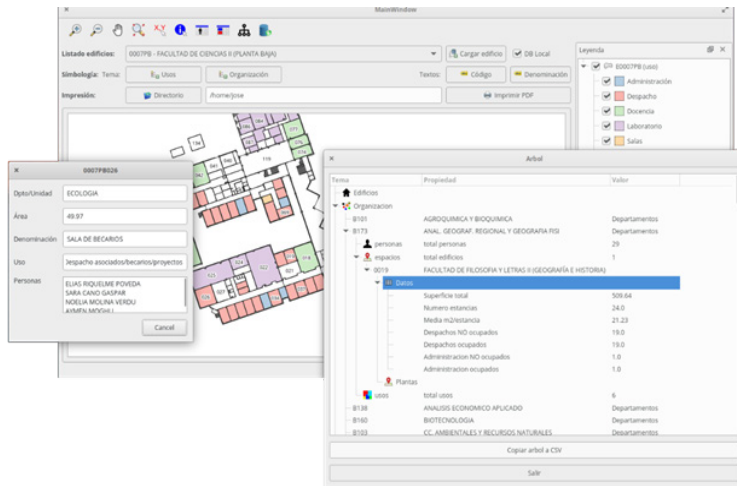 MainWindow
Listado edificios: 0007PB - FACULTAD DE CIENCIAS II (PLANTA BAJA) Cargar edificio DB Local
Simbología: Tema: Usos Organización Textos: Código Denominación
Impresión: Directorio /home/jose Imprimir PDF
Leyenda
E0007PB (uso)
Administración
Despacho
Docencia
Laboratorio
Salas
119
0007PB026
Dpto/Unidad ECOLOGIA
Área 49.97
Denominación SALA DE BECARIOS
Uso Despacho asociados/becarios/proyectos
Personas ELIAS RIQUELME POVEDA
SARA CANO GASPAR
NOELIA MOLINA VERDU
AYMEN MOGHLI
Cancel
Arbol
Tema Propiedad Valor
Edificios
Organizacion
B101 AGROQUIMICA Y BIOQUIMICA Departamentos
B173 ANAL. GEOGRAF. REGIONAL Y GEOGRAFIA FISI Departamentos
personas total personas 29
espacios total edificios 1
0019 FACULTAD DE FILOSOFIA Y LETRAS II (GEOGRAFÍA E HISTORIA)
Datos
Superficie total 509.64
Numero estancias 24.0
Media m2/estancia 21.23
Despachos NO ocupados 19.0
Despachos ocupados 19.0
Administracion NO ocupados 1.0
Administracion ocupados 1.0
Plantas
usos total usos 6
B138 ANALISIS ECONOMICO APLICADO Departamentos
B160 BIOTECNOLOGIA Departamentos
B103 CC. AMBIENTALES Y RECURSOS NATURALES Departamentos
Copiar arbol a CSV
Salir